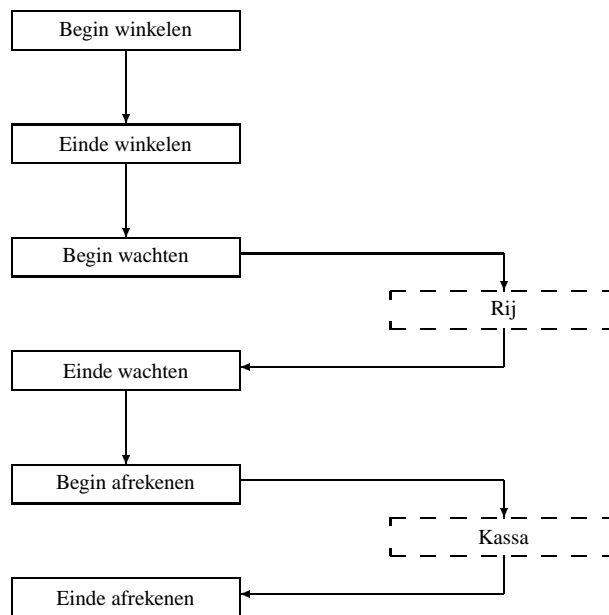 Begin winkelen
Einde winkelen
Begin wachten
Rij
Einde wachten
Begin afrekenen
Kassa
Einde afrekenen